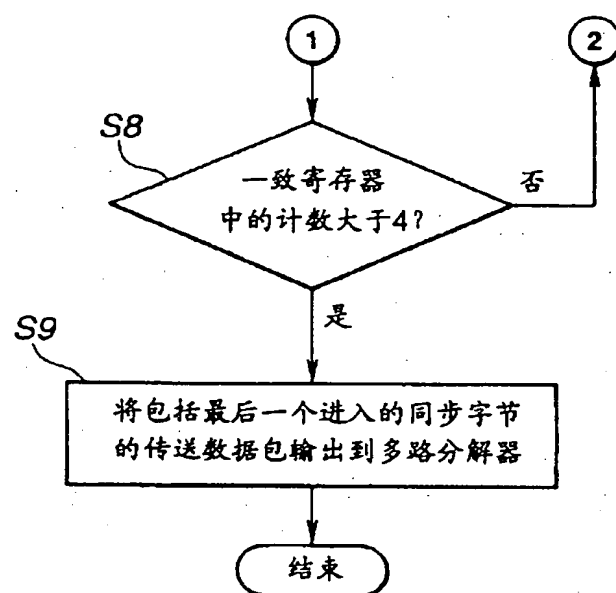 1
2
S8
一致寄存器
中的计数大于4?
否
是
S9
将包括最后一个进入的同步字节
的传送数据包输出到多路分解器
结束